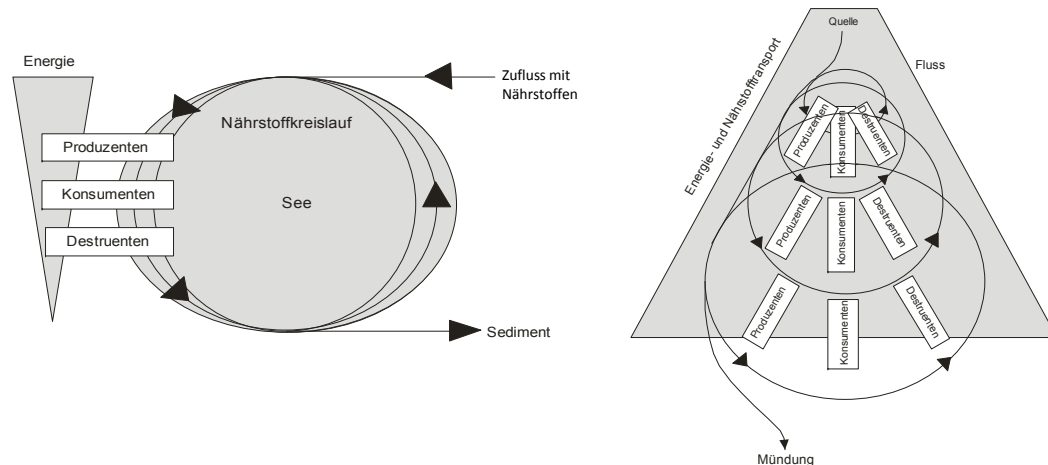 Energie
Zufluss mit
Nährstoffen
Nährstoffkreislauf
Produzenten
Konsumenten
See
Destruenten
Sediment
Quelle
Fluss
Energie- und Nährstofftransport
Produzenten
Konsumenten
Destruenten
Produzenten
Konsumenten
Destruenten
Produzenten
Konsumenten
Destruenten
Mündung